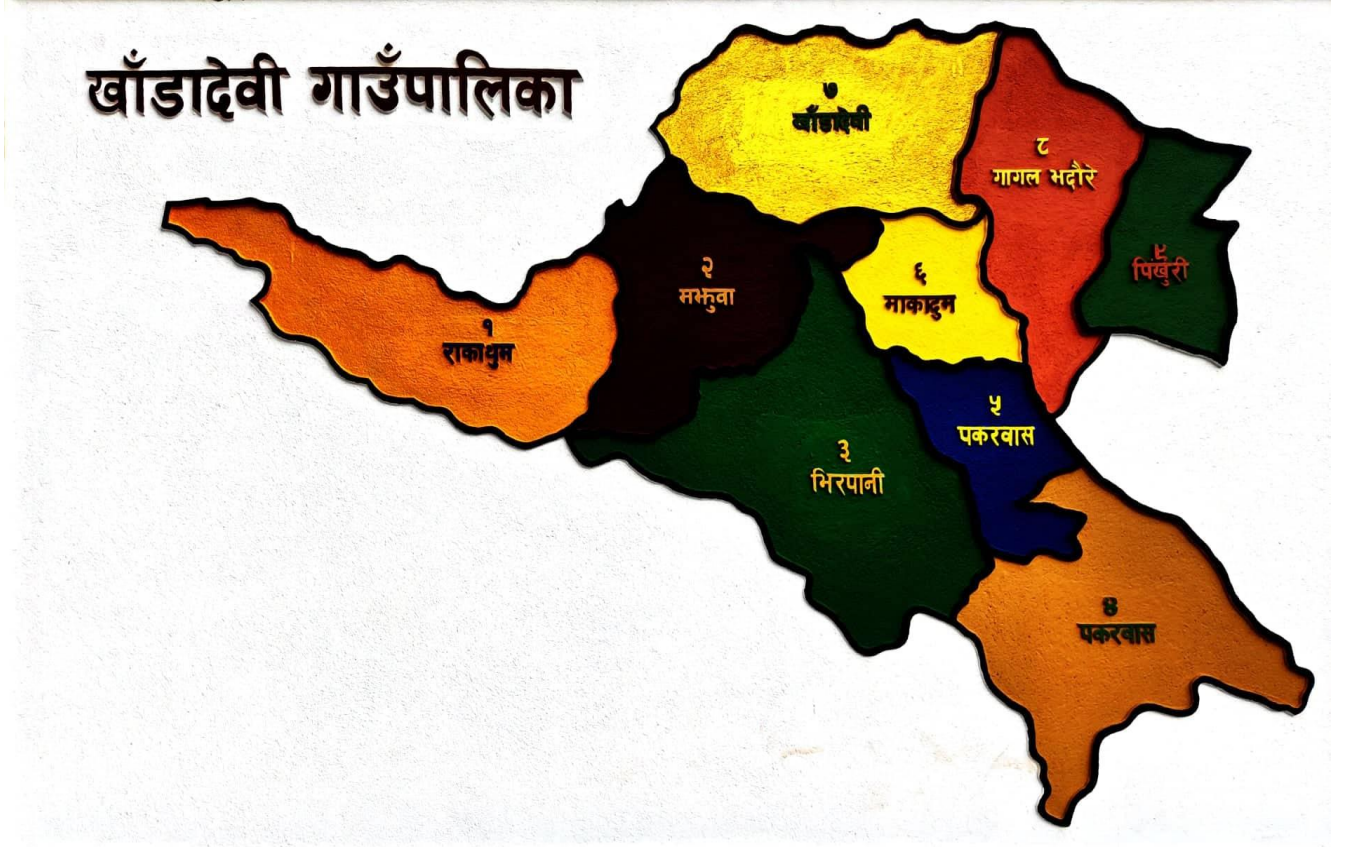 खाँडादेवी गाउँपालिका
७
खाँडादेवी
८
गागल भदौरे
९
पिखुरी
२
मझुवा
६
माकादुम
१
राकाथुम
५
पकरवास
३
भिरपानी
४
पकरवास